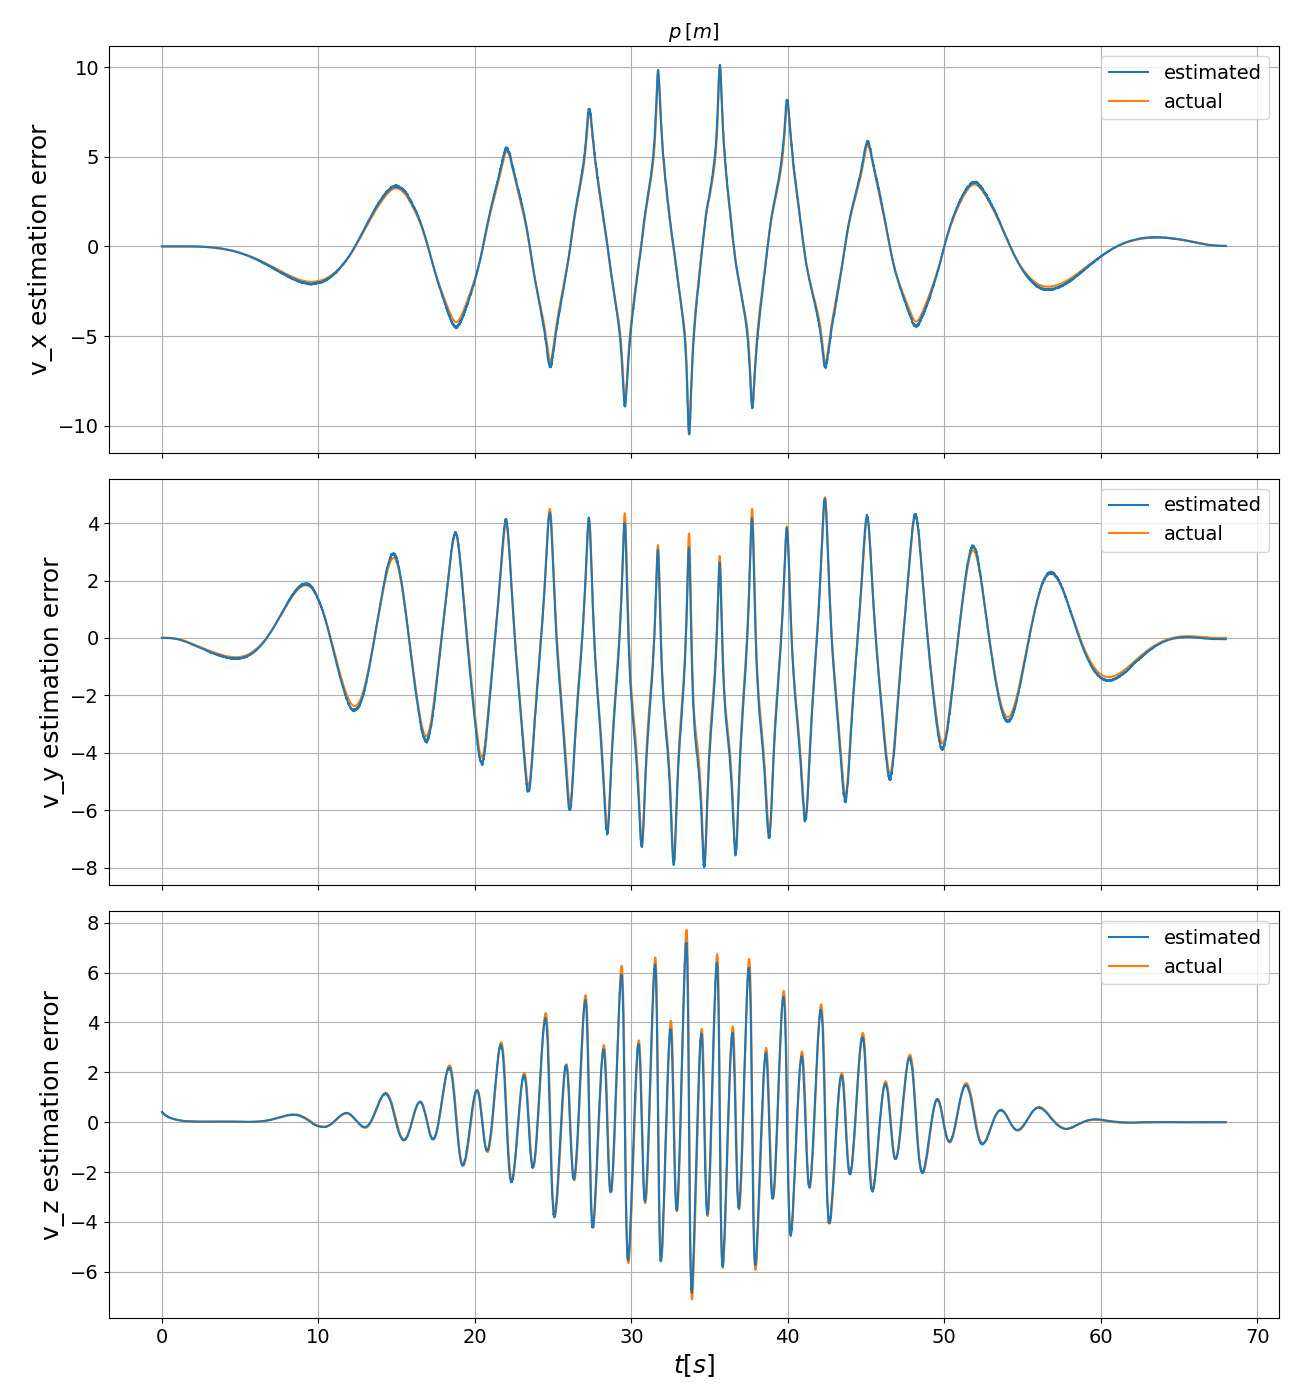 p [m]
10
5
0
−5
−10
v_x estimation error
estimated
actual
4
2
0
−2
−4
−6
−8
v_y estimation error
estimated
actual
8
6
4
2
0
−2
−4
−6
v_z estimation error
estimated
actual
0 10 20 30 40 50 60 70
t[s]